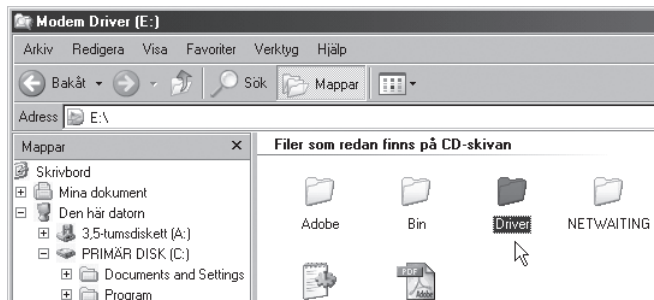 Modem Driver (E:)
Arkiv Redigera Visa Favoriter Verktyg Hjälp
Bakåt Sök Mappar
Adress E:\
Mappar
Skrivbord
Mina dokument
Den här datorn
3,5-tumsdiskett (A:)
PRIMÄR DISK (C:)
Documents and Settings
Program
Filer som redan finns på CD-skivan
Adobe Bin Driver NETWAITING
PDF
Adobe